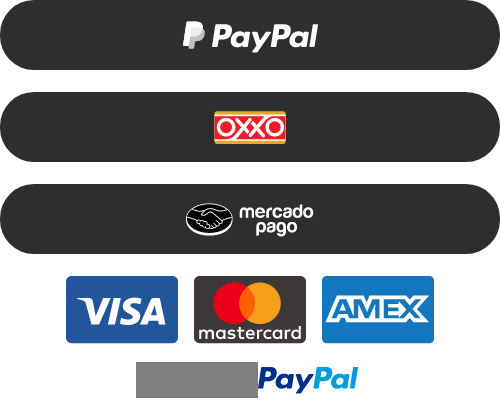 PayPal
OXXO
mercado
pago
VISA
mastercard
AMEX
PayPal